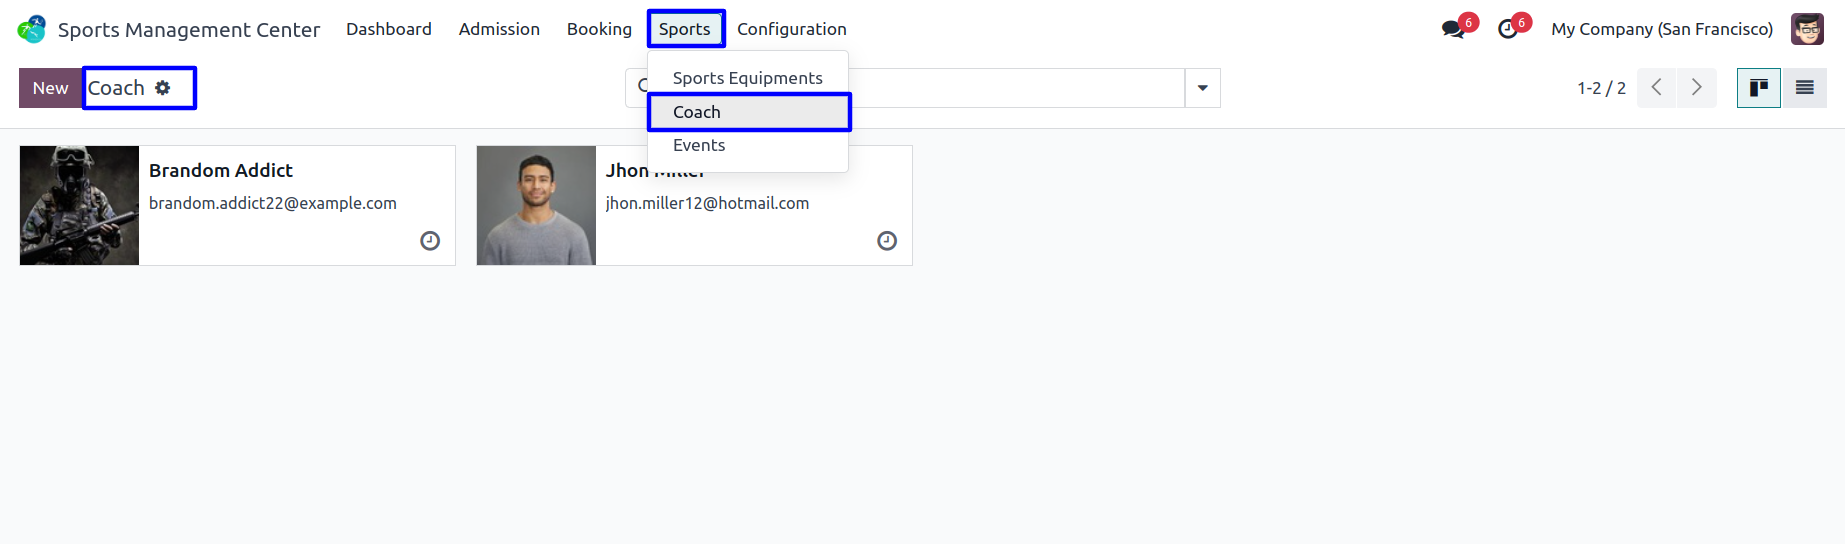 Sports Management Center Dashboard Admission Booking Sports Configuration 6 6 My Company (San Francisco)
New Coach 1-2 / 2
Sports Equipments
Coach
Events
Brandom Addict
brandom.addict22@example.com
Jhon Miller
jhon.miller12@hotmail.com